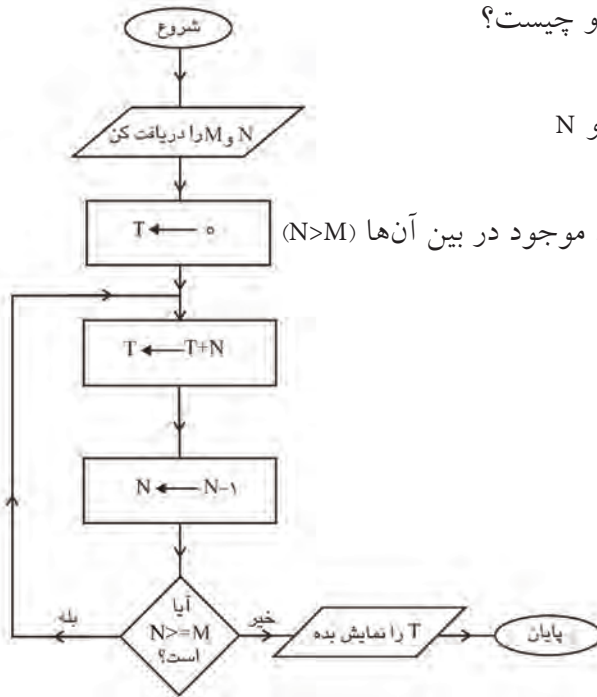 و چیست؟
شروع
N و M را دریافت کن
و N
T ← ۰
موجود در بین آن‌ها (N>M)
T ← T+N
N ← N-۱
آیا
N>=M
است؟
بله
خیر
T را نمایش بده
پایان